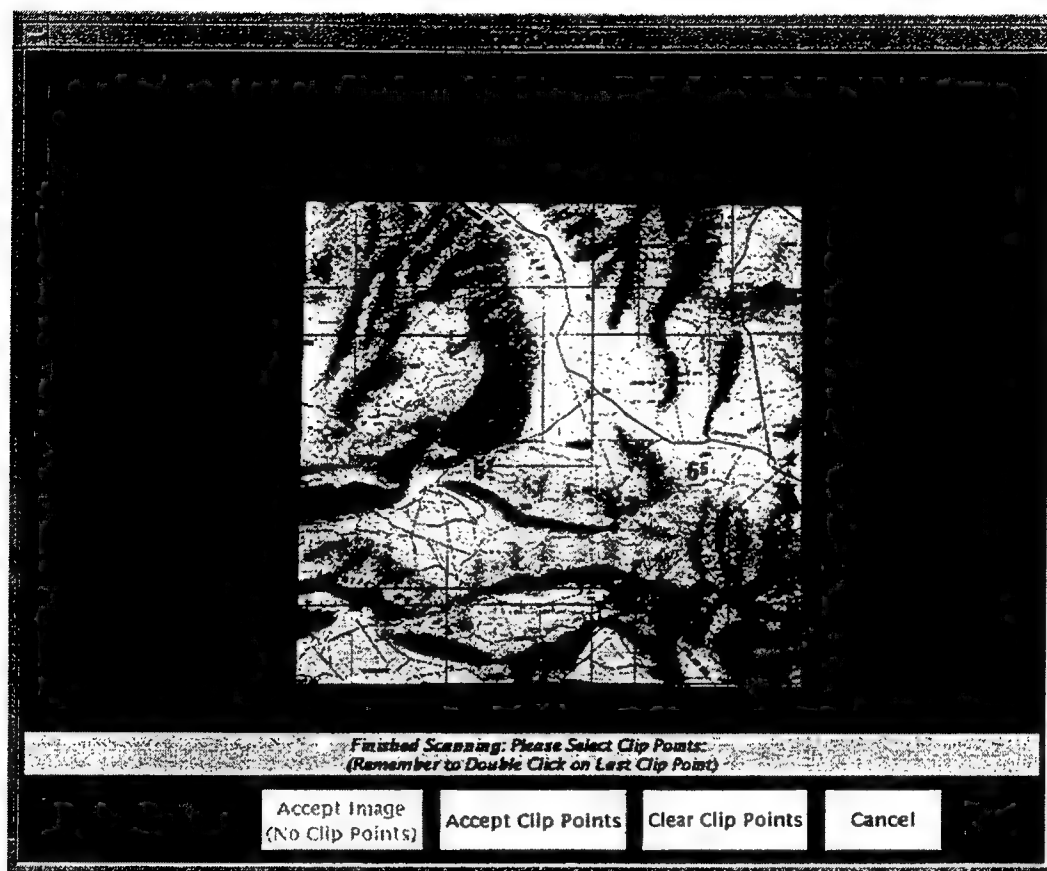 6⁵
Finished Scanning: Please Select Clip Points:
(Remember to Double Click on Last Clip Point)
Accept Image
(No Clip Points)
Accept Clip Points
Clear Clip Points
Cancel